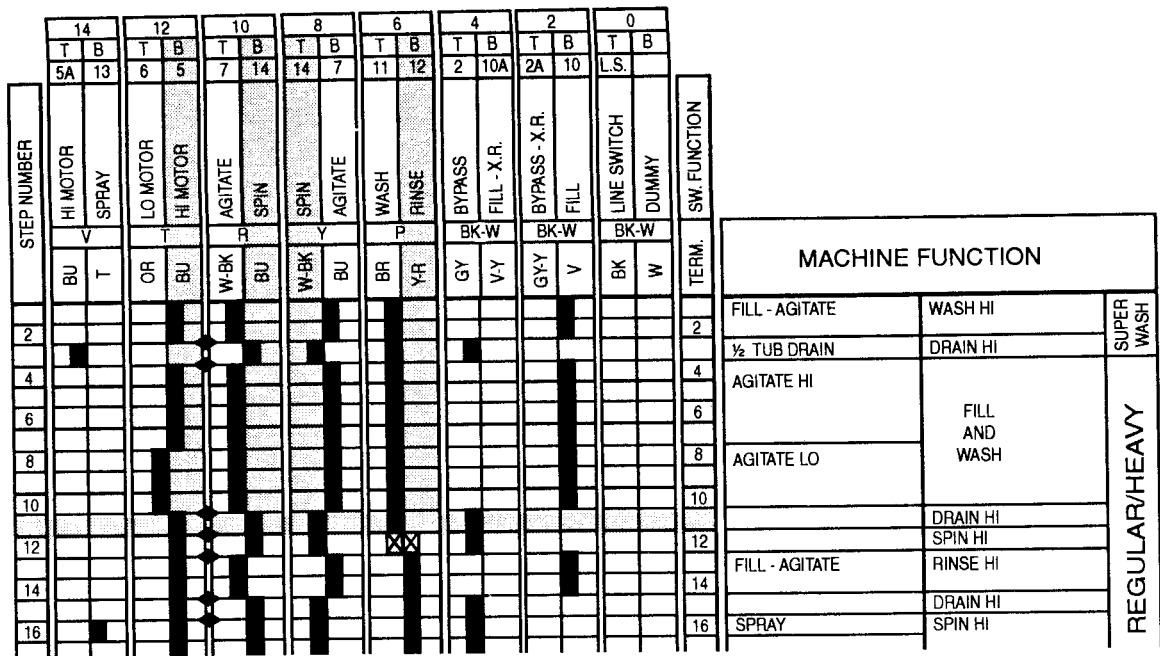 14 12 10 8 6 4 2 0
T B T B T B T B T B T B T B T B
5A 13 6 5 7 14 14 7 11 12 2 10A 2A 10 L.S.
STEP NUMBER
HI MOTOR
SPRAY
LO MOTOR
HI MOTOR
AGITATE
SPIN
SPIN
AGITATE
WASH
RINSE
BYPASS
FILL - X.R.
BYPASS - X.R.
FILL
LINE SWITCH
DUMMY
SW. FUNCTION
V T R Y P BK-W BK-W BK-W
BU T OR BU W-BK BU W-BK BU BR Y-R GY V-Y GY-Y V BK W
TERM.
MACHINE FUNCTION
FILL - AGITATE WASH HI
SUPER
WASH
2 2
½ TUB DRAIN DRAIN HI
4 4
AGITATE HI
6 6
FILL
AND
WASH
8 8
AGITATE LO
10 10
DRAIN HI
12 12
SPIN HI
FILL - AGITATE RINSE HI
14 14
DRAIN HI
16 16 SPRAY SPIN HI
REGULAR/HEAVY